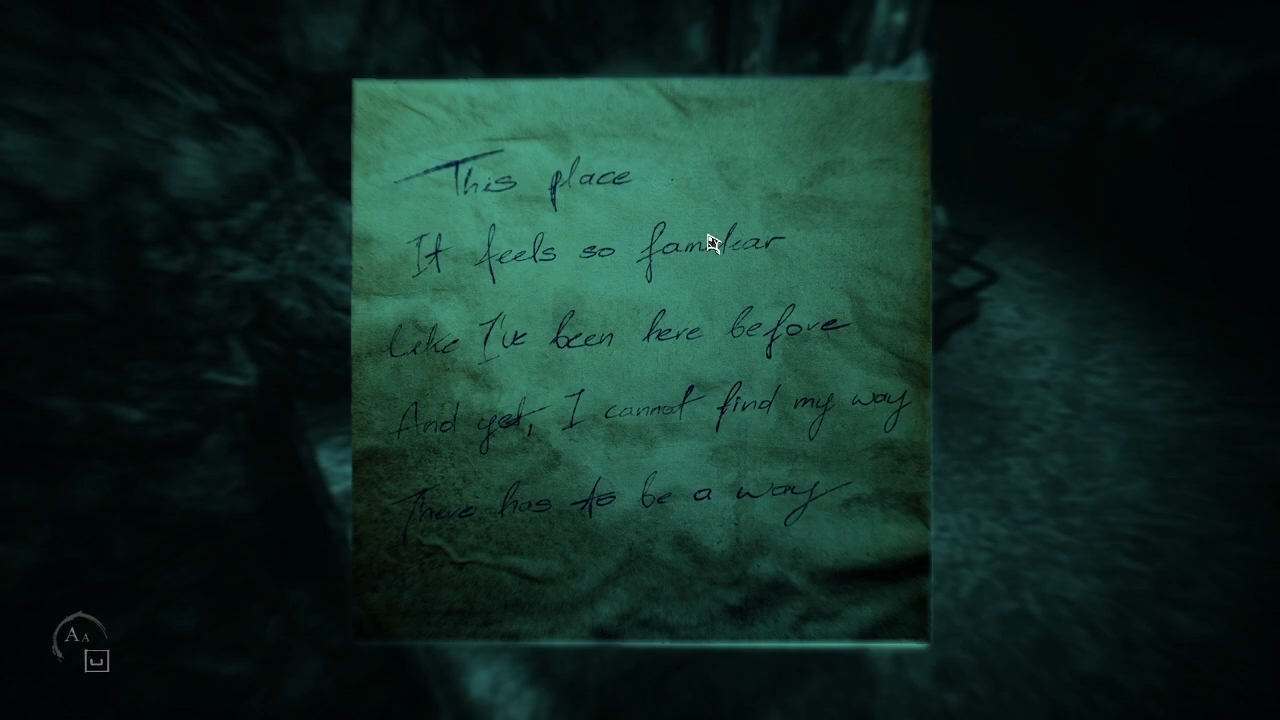 This place
It feels so familiar
like I've been here before
And yet, I cannot find my way
There has to be a way
AA